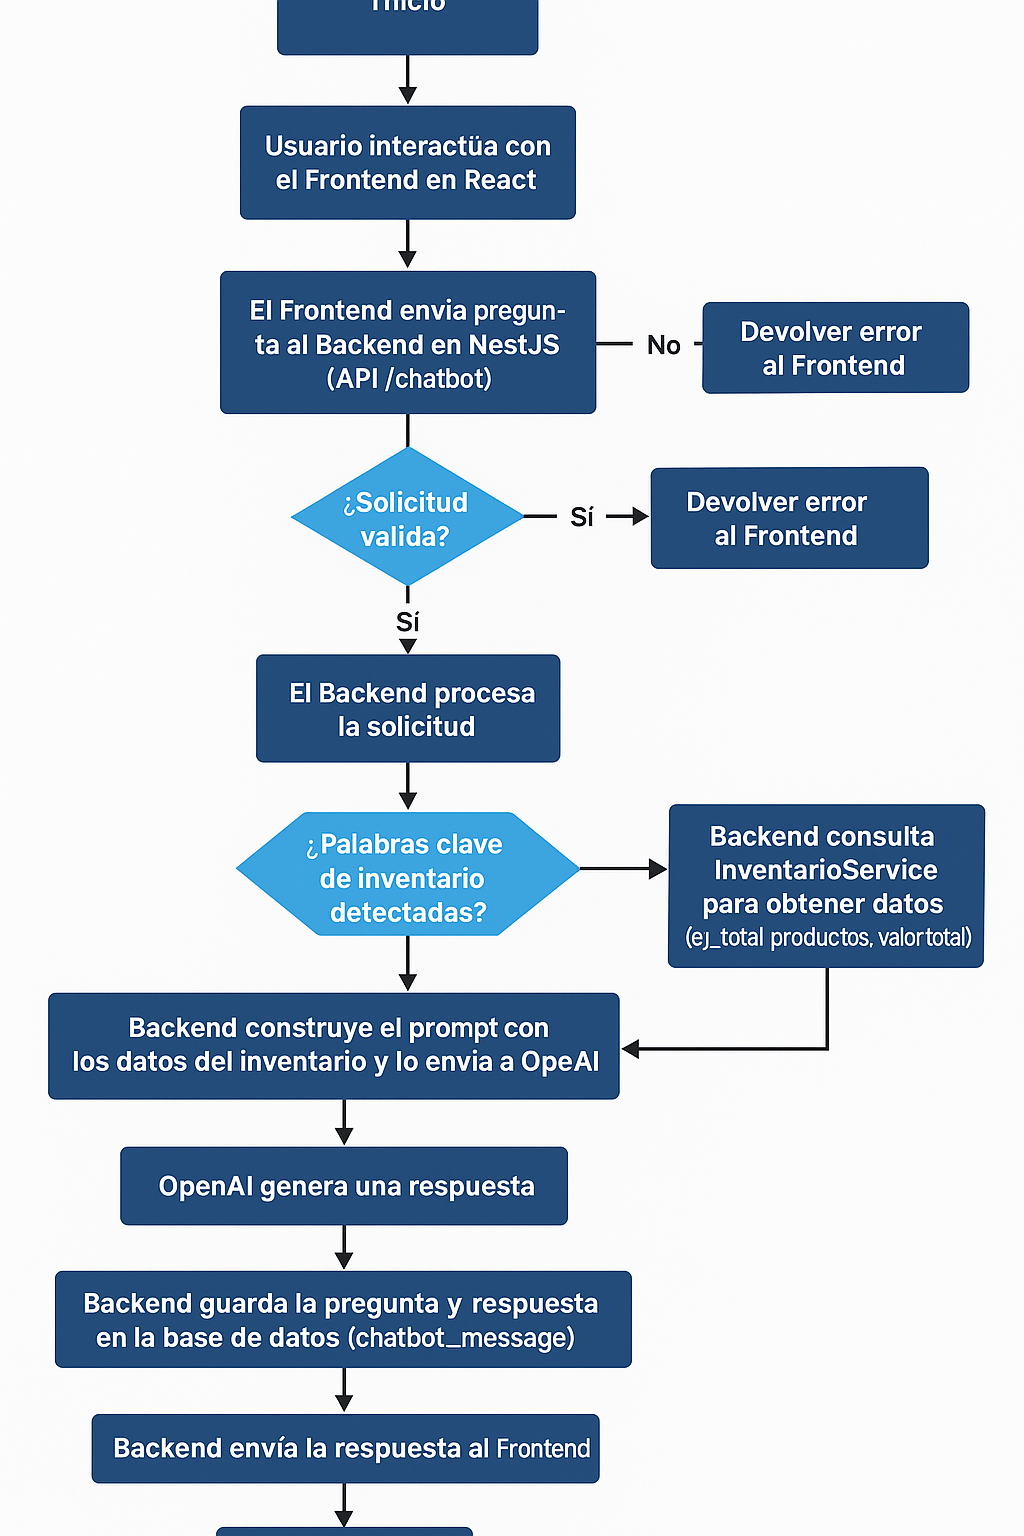 Inicio
Usuario interactüa con
el Frontend en React
El Frontend envia pregun-
ta al Backend en NestJS
(API /chatbot)
No
Devolver error
al Frontend
¿Solicitud
valida?
Sí
Devolver error
al Frontend
Sí
El Backend procesa
la solicitud
¿Palabras clave
de inventario
detectadas?
Backend consulta
InventarioService
para obtener datos
(ej_total productos, valor total)
Backend construye el prompt con
los datos del inventario y lo envia a OpeAI
OpenAI genera una respuesta
Backend guarda la pregunta y respuesta
en la base de datos (chatbot_message)
Backend envía la respuesta al Frontend